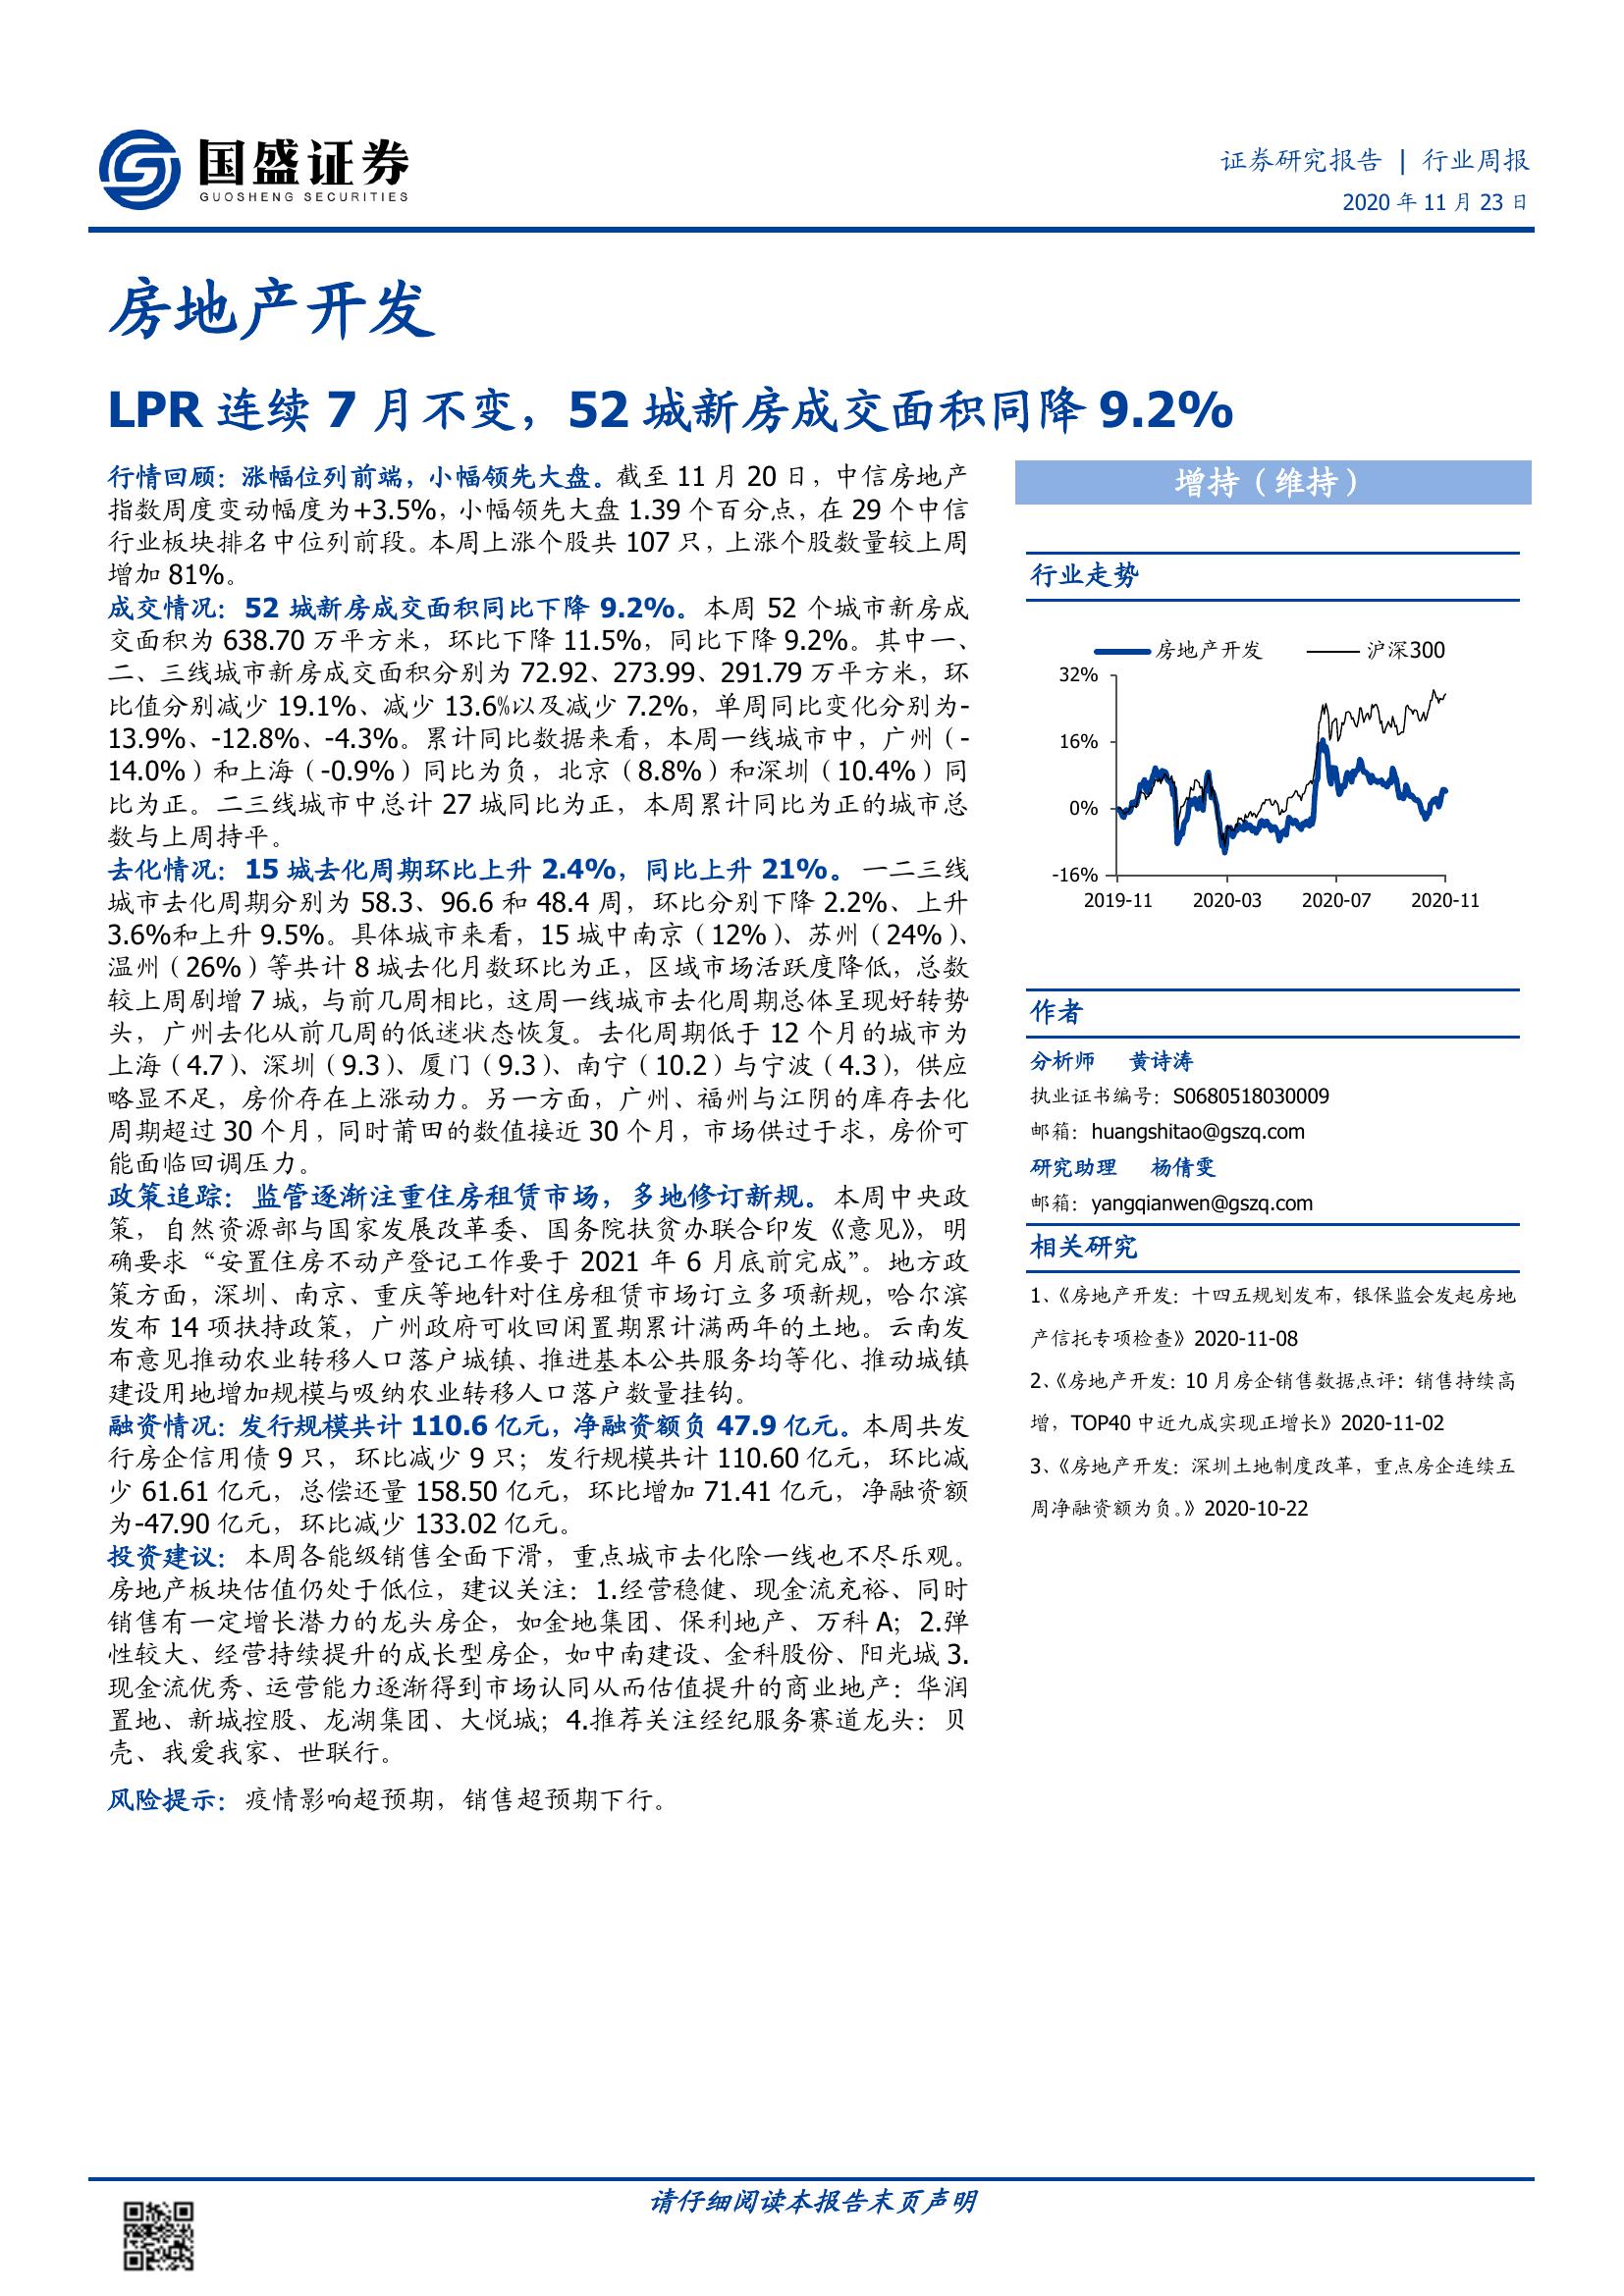 国盛证券
GUOSHENG SECURITIES
证券研究报告 | 行业周报
2020 年 11 月 23 日
房地产开发
LPR 连续 7 月不变，52 城新房成交面积同降 9.2%
行情回顾：涨幅位列前端，小幅领先大盘。截至 11 月 20 日，中信房地产
指数周度变动幅度为+3.5%，小幅领先大盘 1.39 个百分点，在 29 个中信
行业板块排名中位列前段。本周上涨个股共 107 只，上涨个股数量较上周
增加 81%。
成交情况：52 城新房成交面积同比下降 9.2%。本周 52 个城市新房成
交面积为 638.70 万平方米，环比下降 11.5%，同比下降 9.2%。其中一、
二、三线城市新房成交面积分别为 72.92、273.99、291.79 万平方米，环
比值分别减少 19.1%、减少 13.6%以及减少 7.2%，单周同比变化分别为-
13.9%、-12.8%、-4.3%。累计同比数据来看，本周一线城市中，广州（-
14.0%）和上海（-0.9%）同比为负，北京（8.8%）和深圳（10.4%）同
比为正。二三线城市中总计 27 城同比为正，本周累计同比为正的城市总
数与上周持平。
去化情况：15 城去化周期环比上升 2.4%，同比上升 21%。一二三线
城市去化周期分别为 58.3、96.6 和 48.4 周，环比分别下降 2.2%、上升
3.6%和上升 9.5%。具体城市来看，15 城中南京（12%）、苏州（24%）、
温州（26%）等共计 8 城去化月数环比为正，区域市场活跃度降低，总数
较上周剧增 7 城，与前几周相比，这周一线城市去化周期总体呈现好转势
头，广州去化从前几周的低迷状态恢复。去化周期低于 12 个月的城市为
上海（4.7）、深圳（9.3）、厦门（9.3）、南宁（10.2）与宁波（4.3），供应
略显不足，房价存在上涨动力。另一方面，广州、福州与江阴的库存去化
周期超过 30 个月，同时莆田的数值接近 30 个月，市场供过于求，房价可
能面临回调压力。
政策追踪：监管逐渐注重住房租赁市场，多地修订新规。本周中央政
策，自然资源部与国家发展改革委、国务院扶贫办联合印发《意见》，明
确要求“安置住房不动产登记工作要于 2021 年 6 月底前完成”。地方政
策方面，深圳、南京、重庆等地针对住房租赁市场订立多项新规，哈尔滨
发布 14 项扶持政策，广州政府可收回闲置期累计满两年的土地。云南发
布意见推动农业转移人口落户城镇、推进基本公共服务均等化、推动城镇
建设用地增加规模与吸纳农业转移人口落户数量挂钩。
融资情况：发行规模共计 110.6 亿元，净融资额负 47.9 亿元。本周共发
行房企信用债 9 只，环比减少 9 只；发行规模共计 110.60 亿元，环比减
少 61.61 亿元，总偿还量 158.50 亿元，环比增加 71.41 亿元，净融资额
为-47.90 亿元，环比减少 133.02 亿元。
投资建议：本周各能级销售全面下滑，重点城市去化除一线也不尽乐观。
房地产板块估值仍处于低位，建议关注：1.经营稳健、现金流充裕、同时
销售有一定增长潜力的龙头房企，如金地集团、保利地产、万科 A；2.弹
性较大、经营持续提升的成长型房企，如中南建设、金科股份、阳光城 3.
现金流优秀、运营能力逐渐得到市场认同从而估值提升的商业地产：华润
置地、新城控股、龙湖集团、大悦城；4.推荐关注经纪服务赛道龙头：贝
壳、我爱我家、世联行。
风险提示：疫情影响超预期，销售超预期下行。
增持（维持）
行业走势
房地产开发 沪深300
32%
16%
0%
-16%
2019-11 2020-03 2020-07 2020-11
作者
分析师 黄诗涛
执业证书编号：S0680518030009
邮箱：huangshitao@gszq.com
研究助理 杨倩雯
邮箱：yangqianwen@gszq.com
相关研究
1、《房地产开发：十四五规划发布，银保监会发起房地
产信托专项检查》2020-11-08
2、《房地产开发：10 月房企销售数据点评：销售持续高
增，TOP40 中近九成实现正增长》2020-11-02
3、《房地产开发：深圳土地制度改革，重点房企连续五
周净融资额为负。》2020-10-22
请仔细阅读本报告末页声明